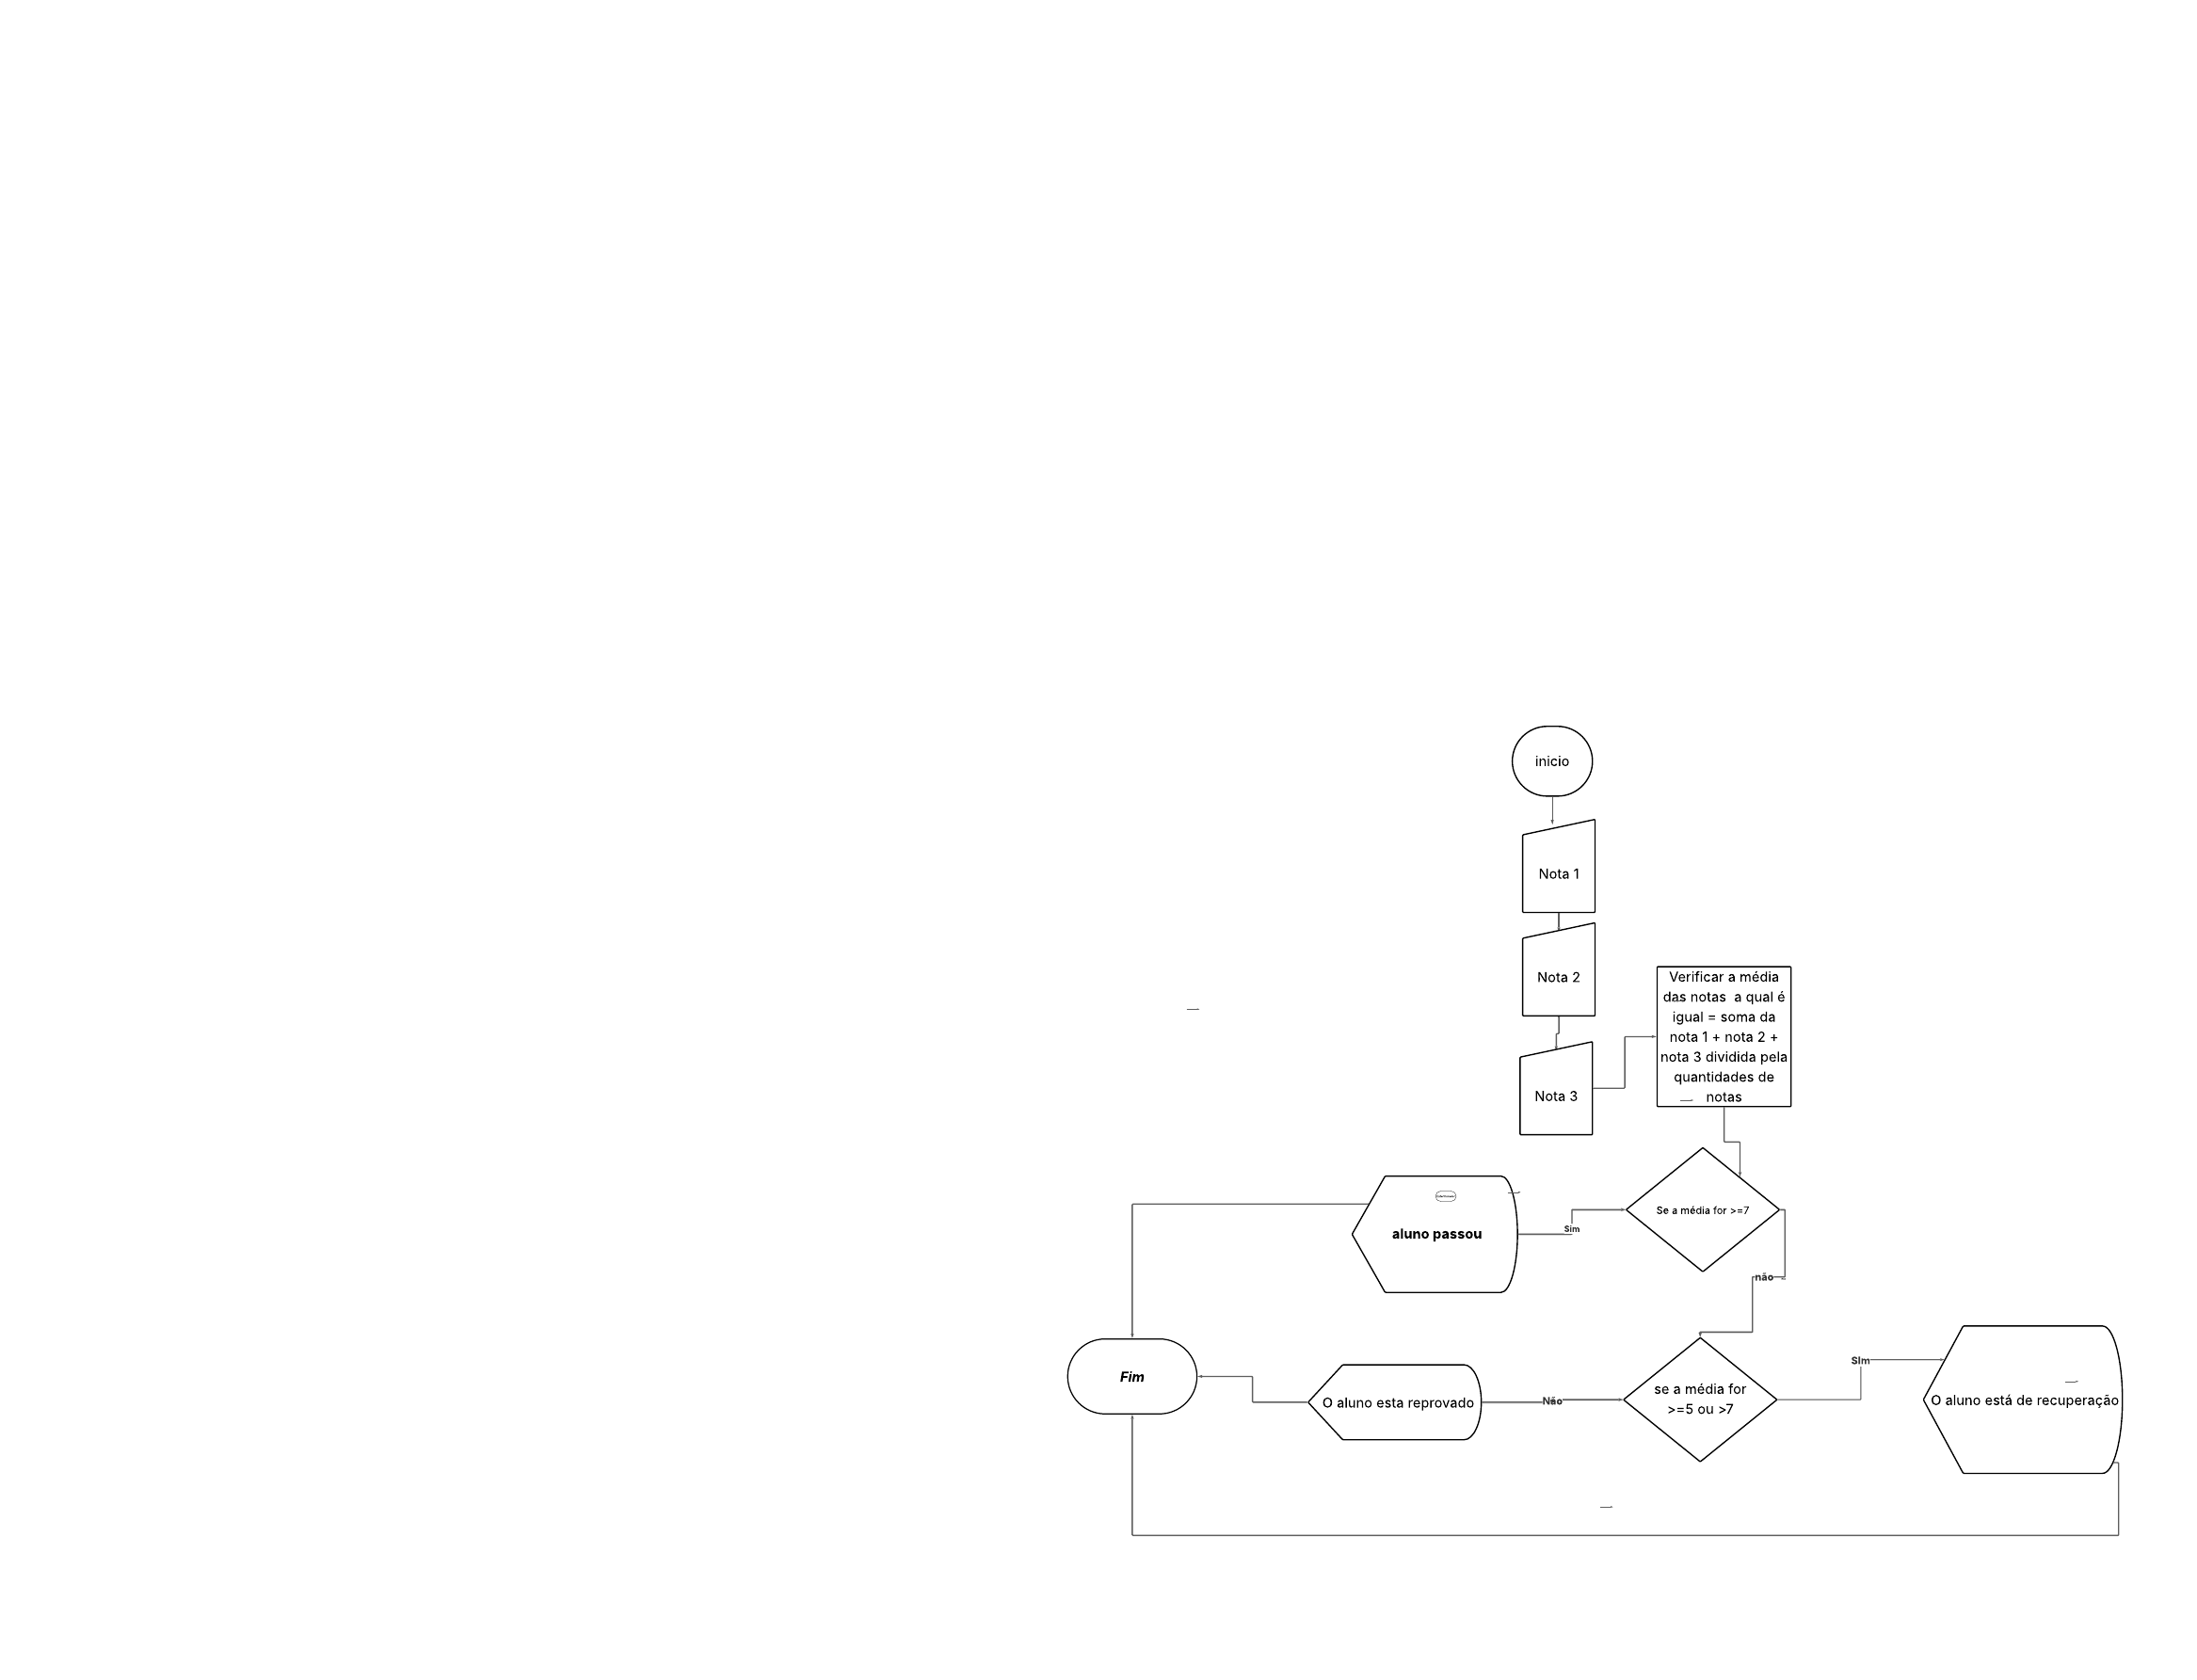 inicio
Nota 1
Nota 2
Nota 3
Verificar a média
das notas  a qual é
igual = soma da
nota 1 + nota 2 +
nota 3 dividida pela
quantidades de
notas
Se a média for >=7
Sim
aluno passou
não
se a média for
>=5 ou >7
SIm
O aluno está de recuperação
Não
O aluno esta reprovado
Fim